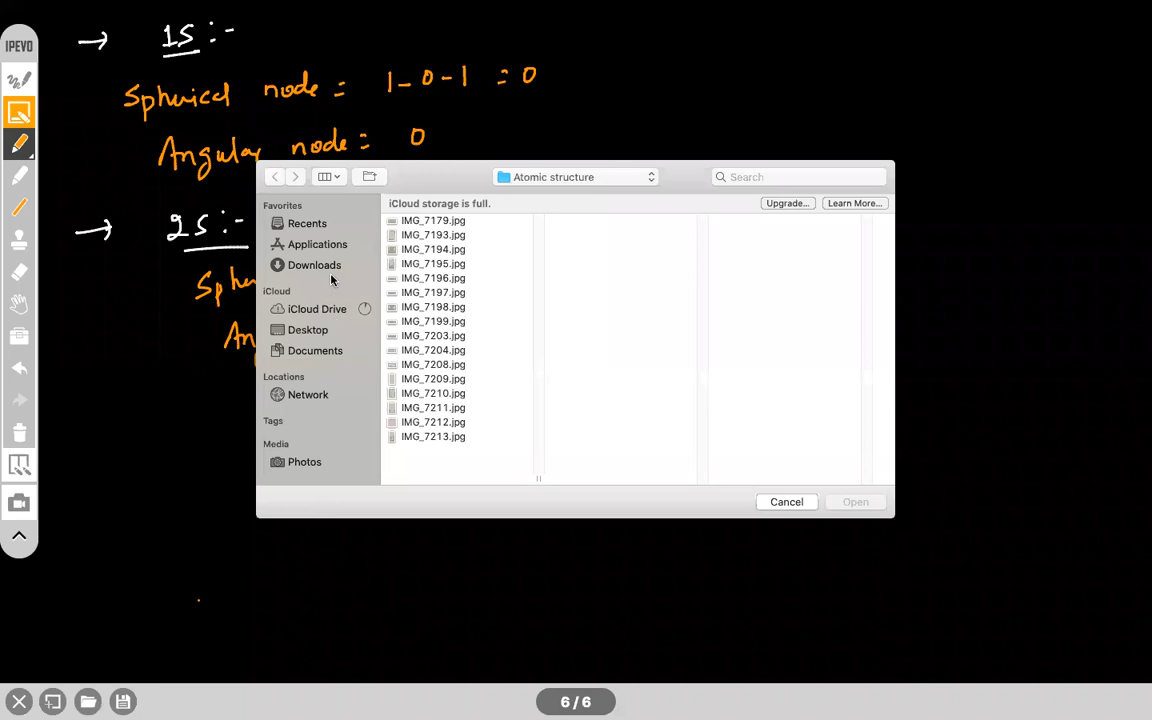 → 1S :-
Spherical node = 1-0-1 = 0
Angular node = 0
→ 2S :-
Sphe
An
IPEVO
Atomic structure
Search
Favorites
Recents
Applications
Downloads
iCloud
iCloud Drive
Desktop
Documents
Locations
Network
Tags
Media
Photos
iCloud storage is full.
Upgrade...
Learn More...
IMG_7179.jpg
IMG_7193.jpg
IMG_7194.jpg
IMG_7195.jpg
IMG_7196.jpg
IMG_7197.jpg
IMG_7198.jpg
IMG_7199.jpg
IMG_7203.jpg
IMG_7204.jpg
IMG_7208.jpg
IMG_7209.jpg
IMG_7210.jpg
IMG_7211.jpg
IMG_7212.jpg
IMG_7213.jpg
Cancel
Open
6 / 6